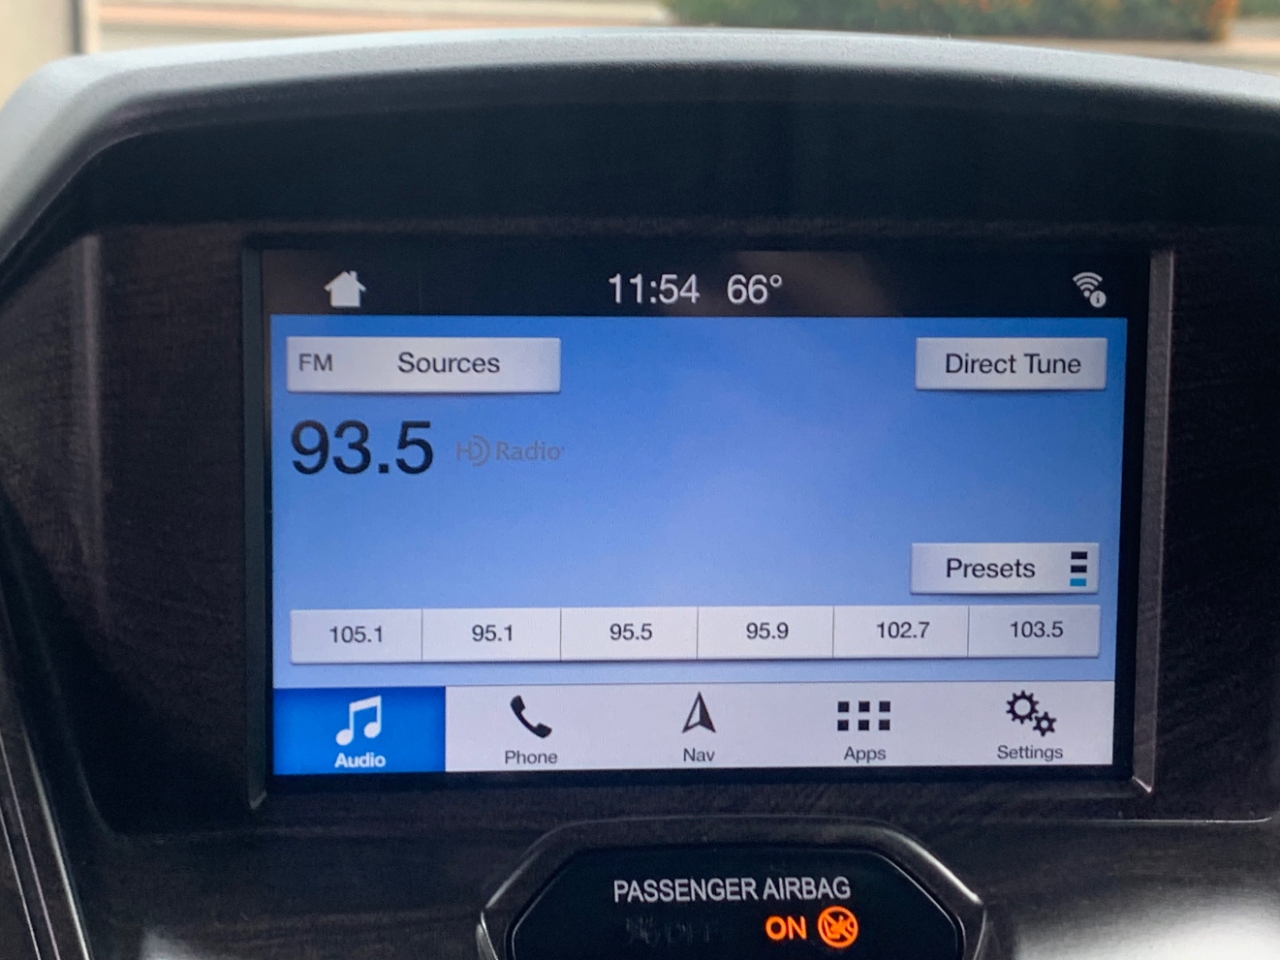 11:54 66°
FM Sources
Direct Tune
93.5 HD Radio
Presets
105.1 95.1 95.5 95.9 102.7 103.5
Audio Phone Nav Apps Settings
PASSENGER AIRBAG
OFF ON